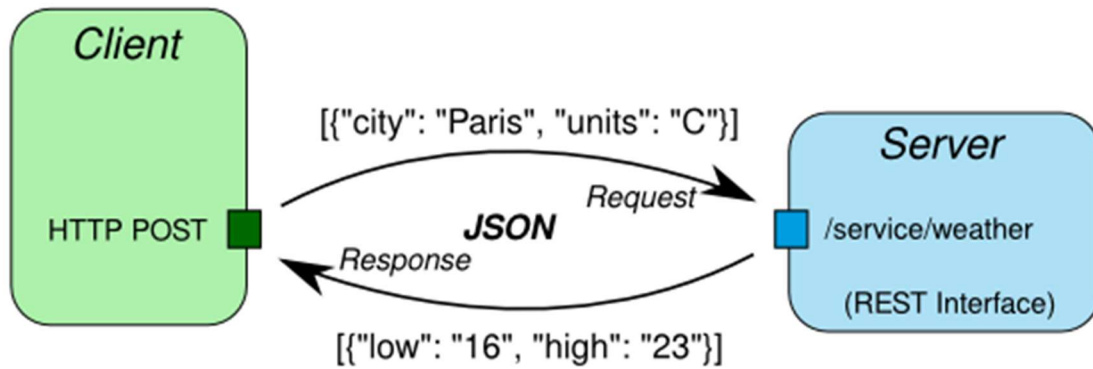 Client
HTTP POST
[{"city": "Paris", "units": "C"}]
Request
JSON
Response
[{"low": "16", "high": "23"}]
Server
/service/weather
(REST Interface)